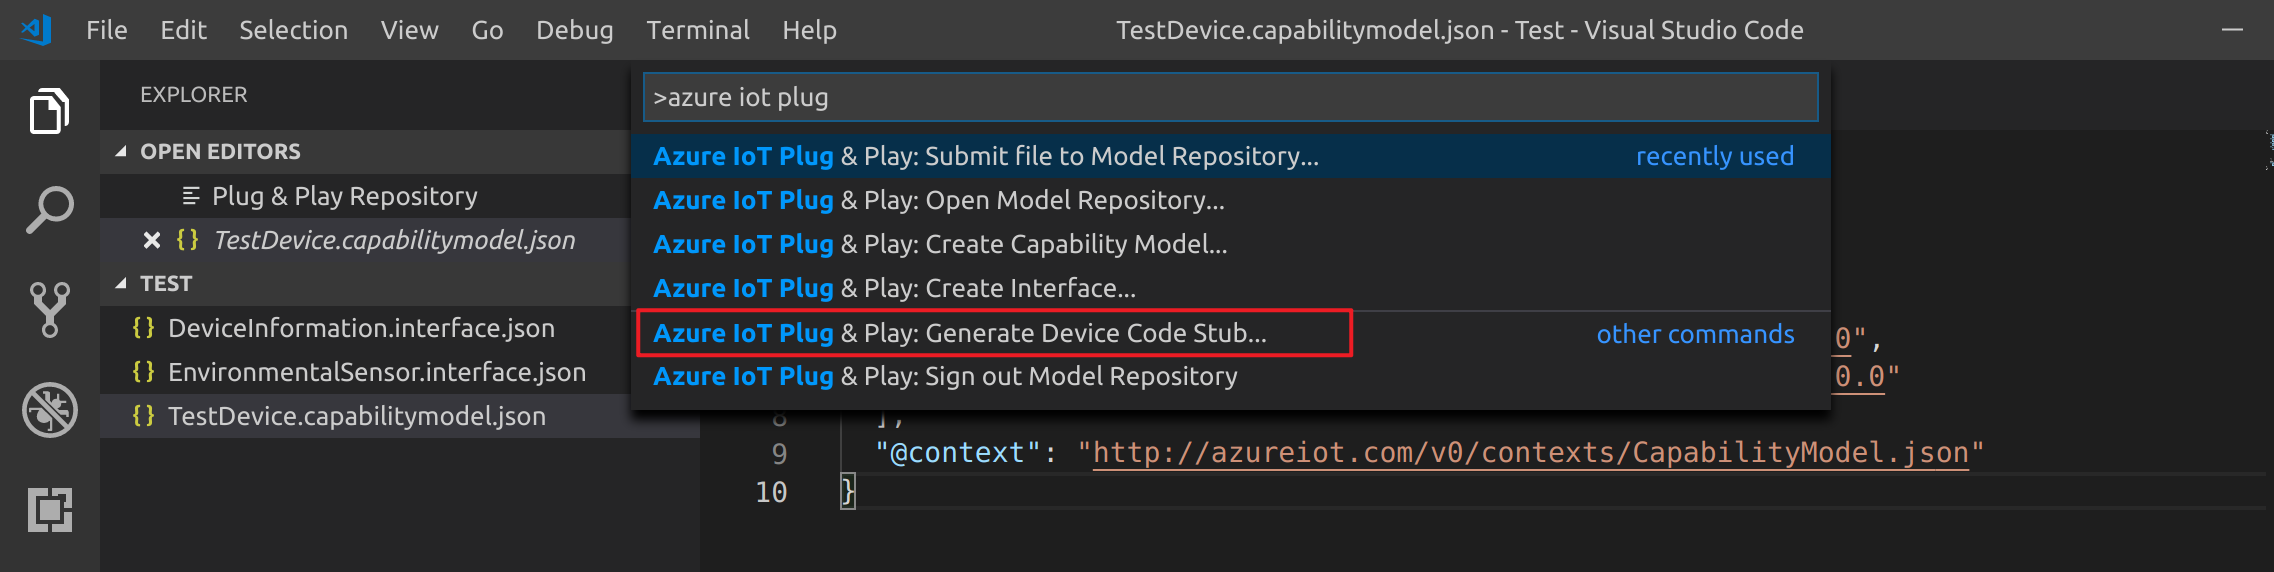 File Edit Selection View Go Debug Terminal Help TestDevice.capabilitymodel.json - Test - Visual Studio Code
EXPLORER
OPEN EDITORS
Plug & Play Repository
{} TestDevice.capabilitymodel.json
TEST
{} DeviceInformation.interface.json
{} EnvironmentalSensor.interface.json
{} TestDevice.capabilitymodel.json
>azure iot plug
Azure IoT Plug & Play: Submit file to Model Repository... recently used
Azure IoT Plug & Play: Open Model Repository...
Azure IoT Plug & Play: Create Capability Model...
Azure IoT Plug & Play: Create Interface...
Azure IoT Plug & Play: Generate Device Code Stub... other commands
Azure IoT Plug & Play: Sign out Model Repository
0",
0.0"
8 ],
9 "@context": "http://azureiot.com/v0/contexts/CapabilityModel.json"
10 }